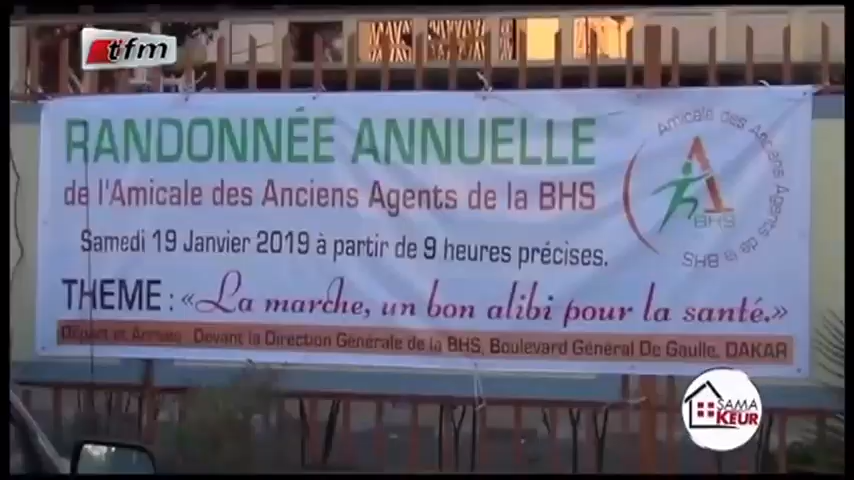 tfm
RANDONNÉE ANNUELLE
de l'Amicale des Anciens Agents de la BHS
Samedi 19 Janvier 2019 à partir de 9 heures précises.
THEME : «La marche, un bon alibi pour la santé.»
Départ et Arrivée : Devant la Direction Générale de la BHS, Boulevard Général De Gaulle, DAKAR
Amicale des Anciens Agents de la BHS
A
BHS
SAMA
KEUR